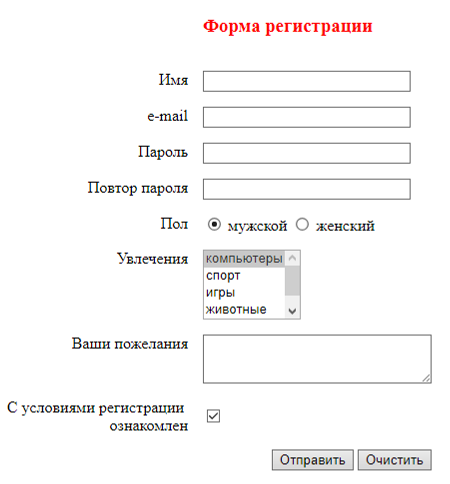 Форма регистрации
Имя
e-mail
Пароль
Повтор пароля
Пол мужской женский
Увлечения компьютеры
спорт
игры
животные
Ваши пожелания
С условиями регистрации
ознакомлен
Отправить Очистить